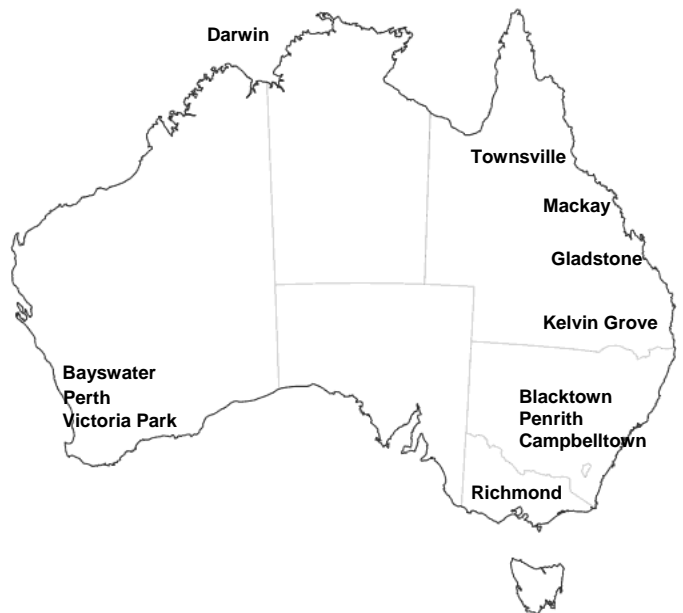 Darwin
Townsville
Mackay
Gladstone
Kelvin Grove
Bayswater
Perth
Victoria Park
Blacktown
Penrith
Campbelltown
Richmond